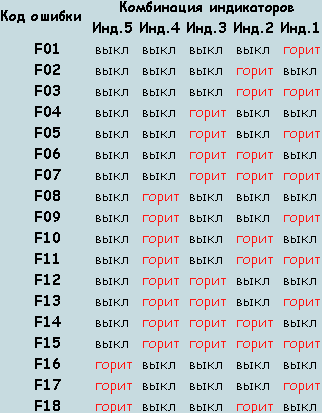 Код ошибки Комбинация индикаторов
Инд.5 Инд.4 Инд.3 Инд.2 Инд.1
F01 выкл выкл выкл выкл горит
F02 выкл выкл выкл горит выкл
F03 выкл выкл выкл горит горит
F04 выкл выкл горит выкл выкл
F05 выкл выкл горит выкл горит
F06 выкл выкл горит горит выкл
F07 выкл выкл горит горит горит
F08 выкл горит выкл выкл выкл
F09 выкл горит выкл выкл горит
F10 выкл горит выкл горит выкл
F11 выкл горит выкл горит горит
F12 выкл горит горит выкл выкл
F13 выкл горит горит выкл горит
F14 выкл горит горит горит выкл
F15 выкл горит горит горит горит
F16 горит выкл выкл выкл выкл
F17 горит выкл выкл выкл горит
F18 горит выкл выкл горит выкл